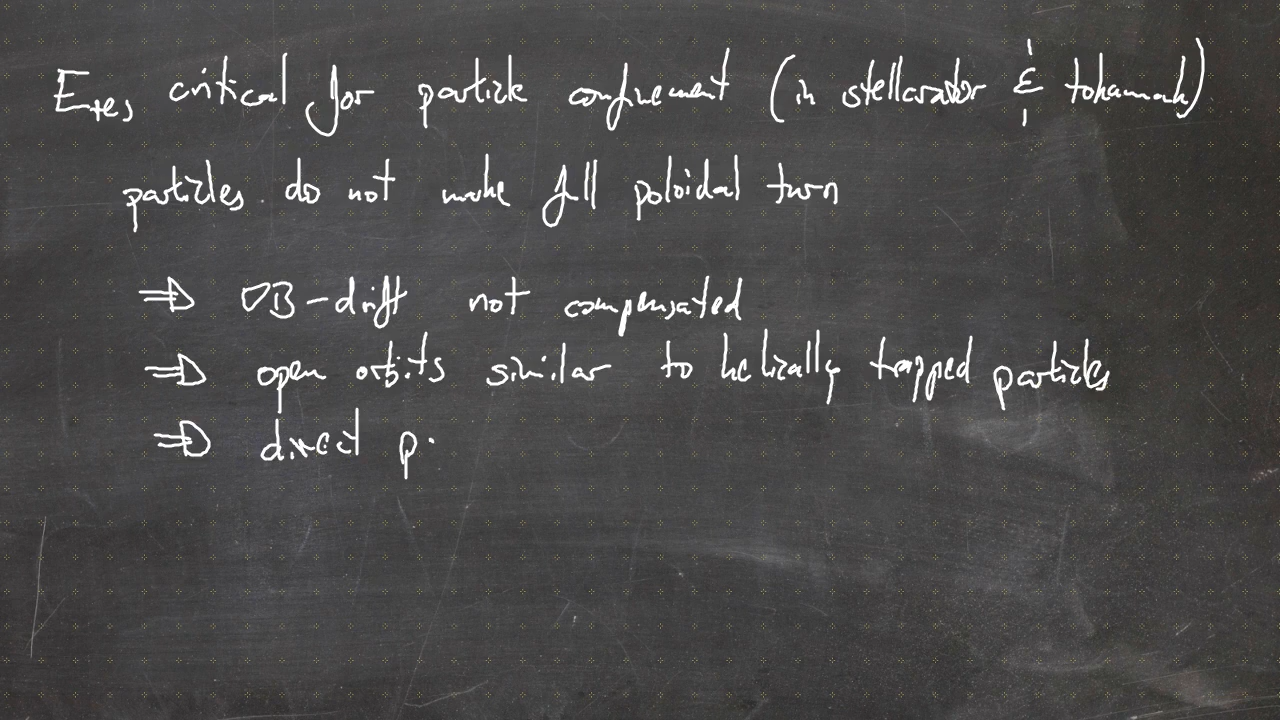 E_res critical for particle confinement (in stellarator & tokamak)
particles do not make full poloidal turn
⇒ ∇B-drift not compensated
⇒ open orbits similar to helically trapped particles
⇒ direct p